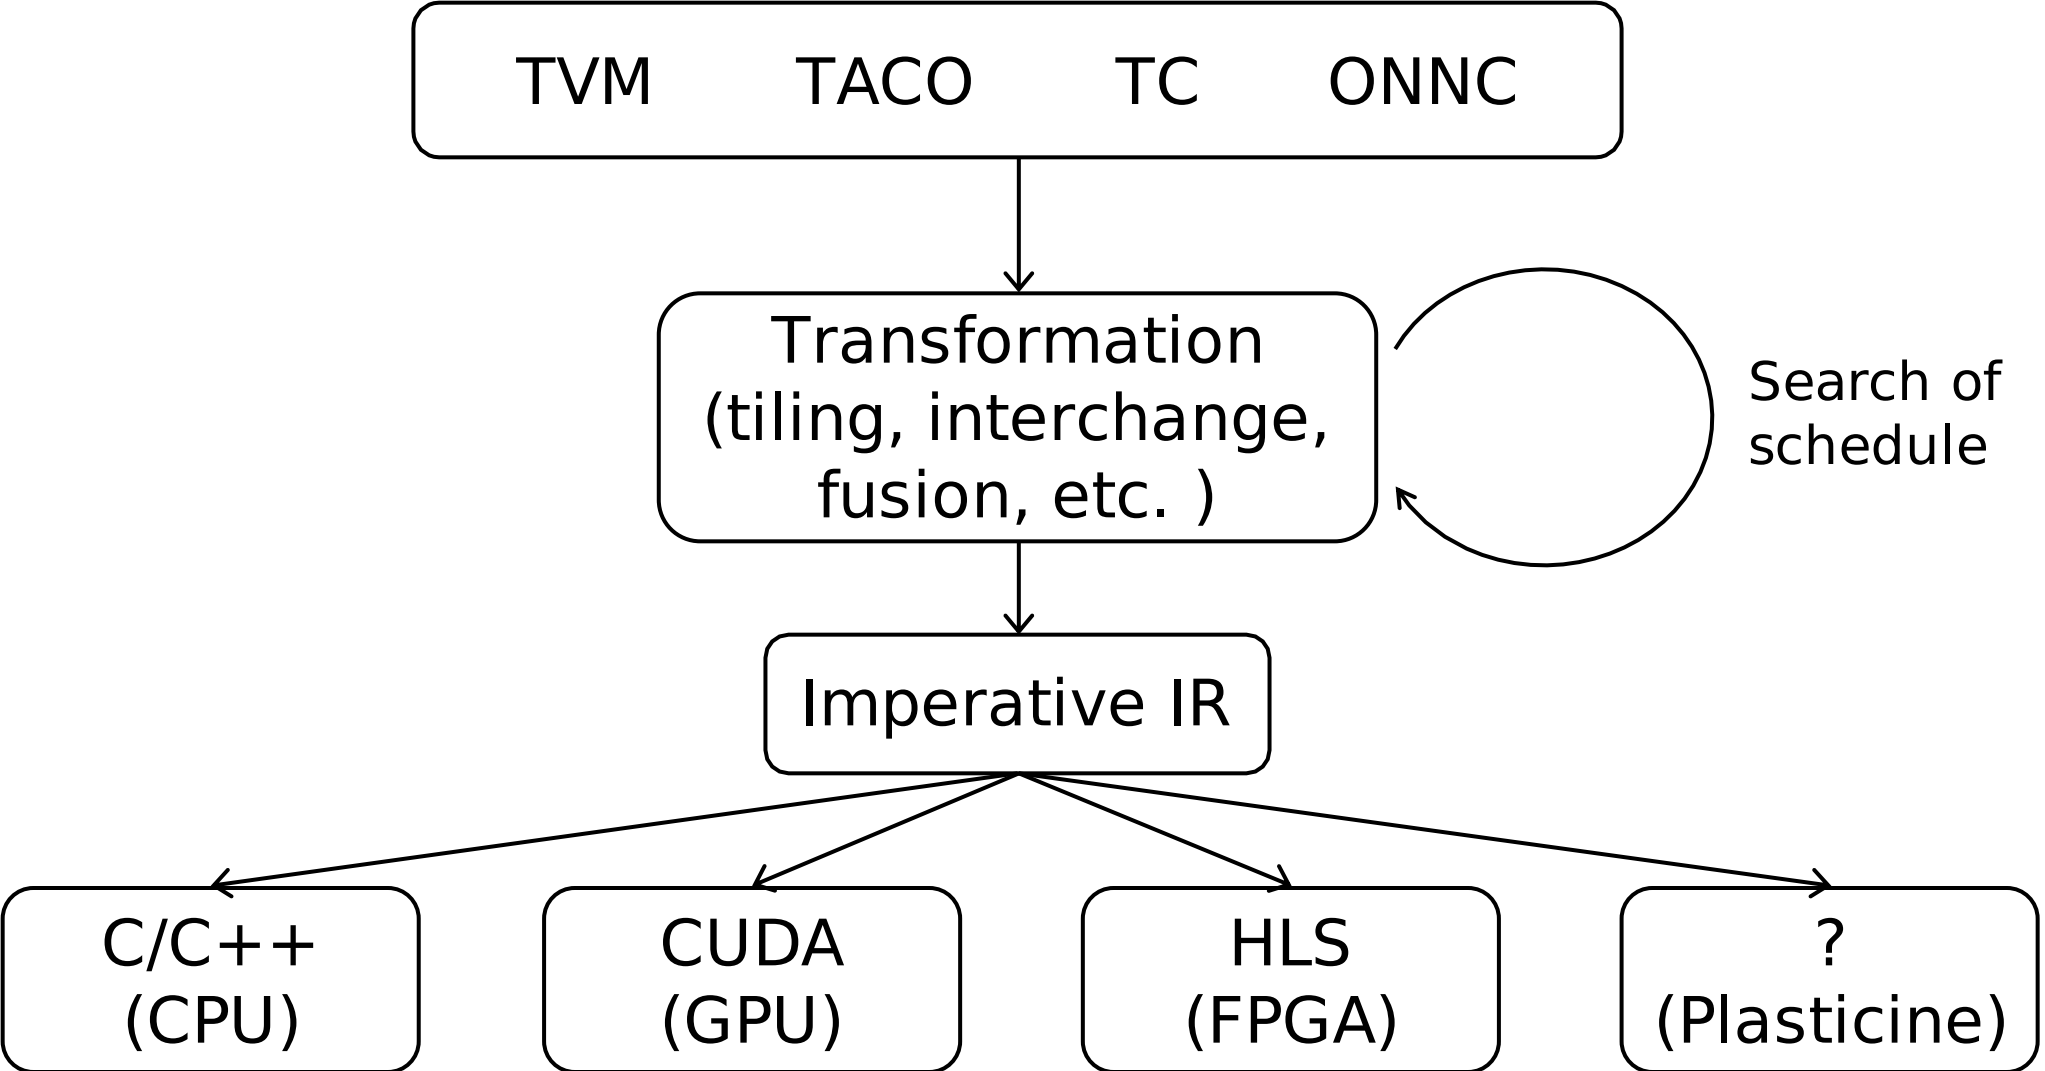 TVM TACO TC ONNC
Transformation
(tiling, interchange,
fusion, etc. )
Search of
schedule
Imperative IR
C/C++
(CPU)
CUDA
(GPU)
HLS
(FPGA)
?
(Plasticine)